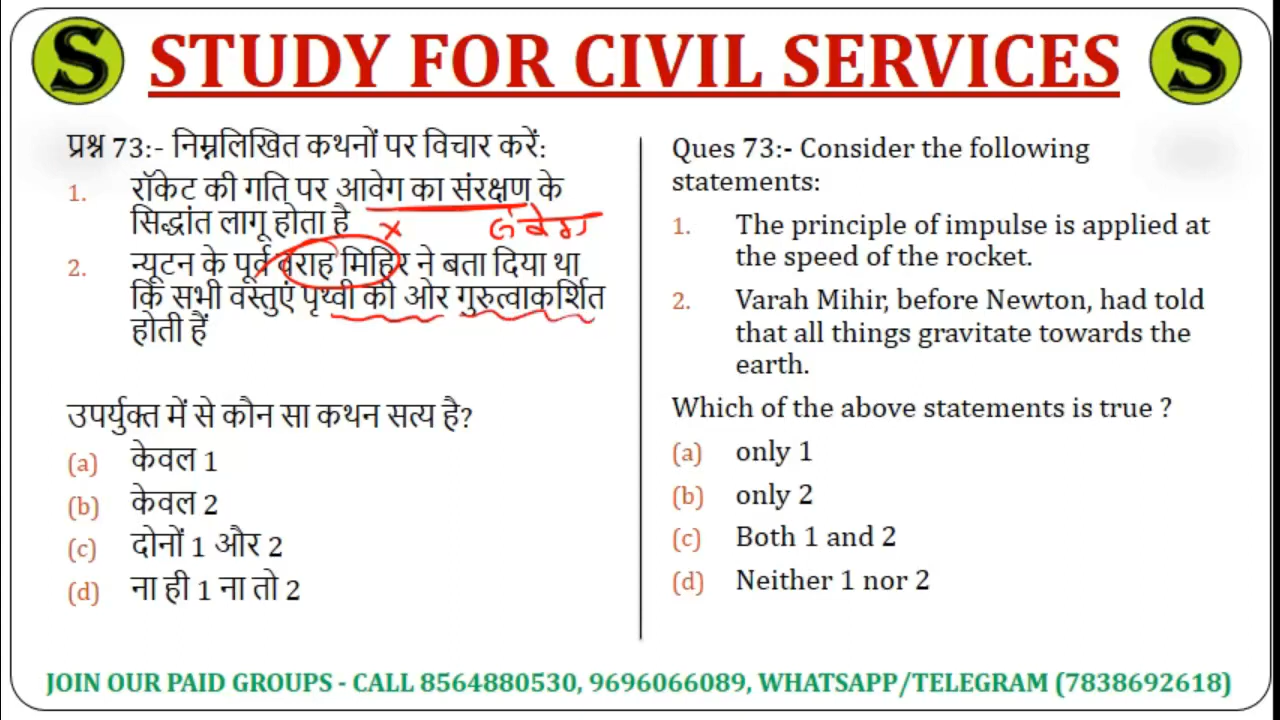 S STUDY FOR CIVIL SERVICES S
प्रश्न 73:- निम्नलिखित कथनों पर विचार करें:
1. रॉकेट की गति पर आवेग का संरक्षण के
सिद्धांत लागू होता है
संवेग
2. न्यूटन के पूर्व वराह मिहिर ने बता दिया था
कि सभी वस्तुएं पृथ्वी की ओर गुरुत्वाकर्शित
होती हैं
उपर्युक्त में से कौन सा कथन सत्य है?
(a) केवल 1
(b) केवल 2
(c) दोनों 1 और 2
(d) ना ही 1 ना तो 2
Ques 73:- Consider the following
statements:
1. The principle of impulse is applied at
the speed of the rocket.
2. Varah Mihir, before Newton, had told
that all things gravitate towards the
earth.
Which of the above statements is true ?
(a) only 1
(b) only 2
(c) Both 1 and 2
(d) Neither 1 nor 2
JOIN OUR PAID GROUPS - CALL 8564880530, 9696066089, WHATSAPP/TELEGRAM (7838692618)